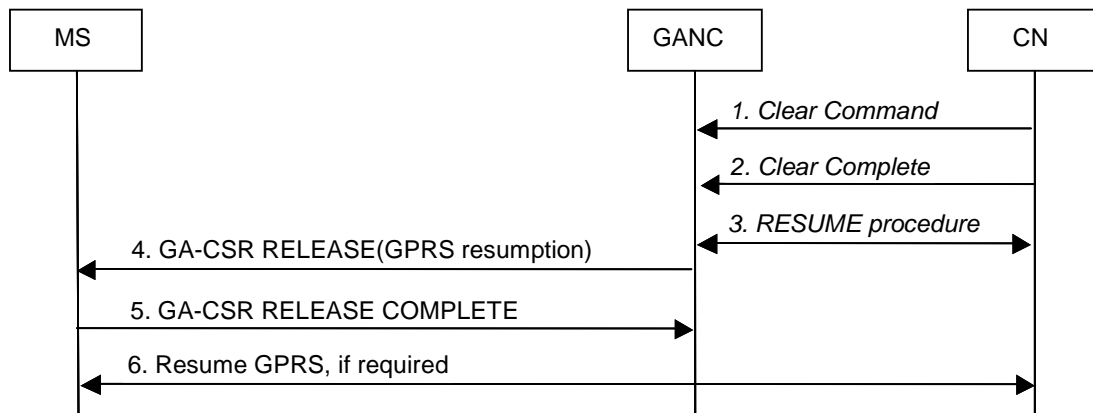 MS
GANC
CN
1. Clear Command
2. Clear Complete
3. RESUME procedure
4. GA-CSR RELEASE(GPRS resumption)
5. GA-CSR RELEASE COMPLETE
6. Resume GPRS, if required